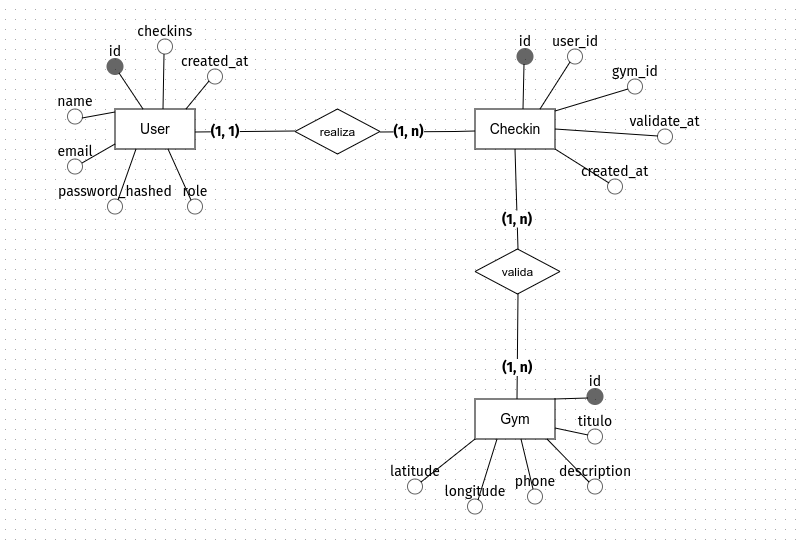 checkins
id
created_at
name
User
email
password_hashed
role
(1, 1)
realiza
(1, n)
id
user_id
gym_id
Checkin
validate_at
created_at
(1, n)
valida
(1, n)
id
Gym
titulo
latitude
longitude
phone
description